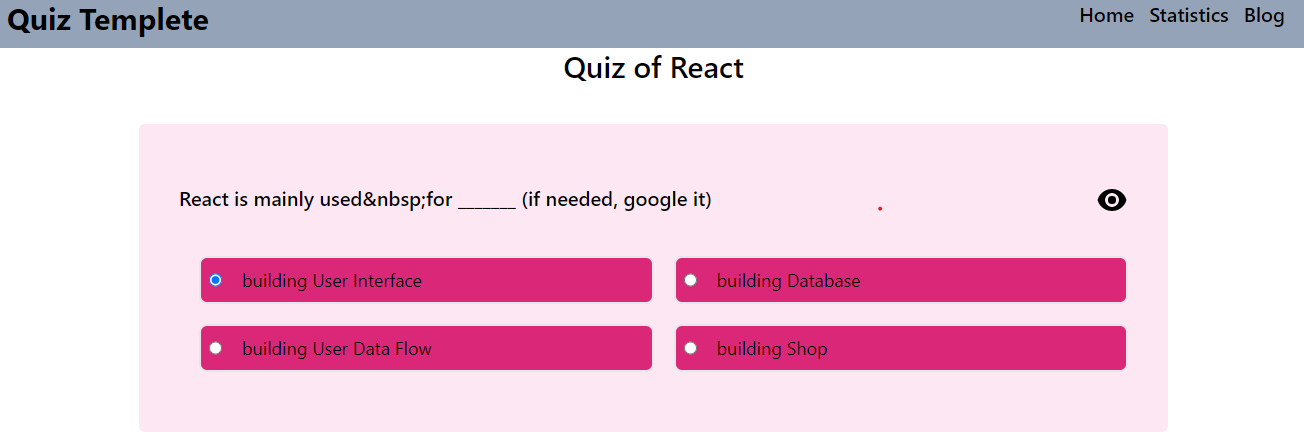 Quiz Templete
Home Statistics Blog
Quiz of React
React is mainly used&nbsp;for _______ (if needed, google it)
building User Interface
building Database
building User Data Flow
building Shop